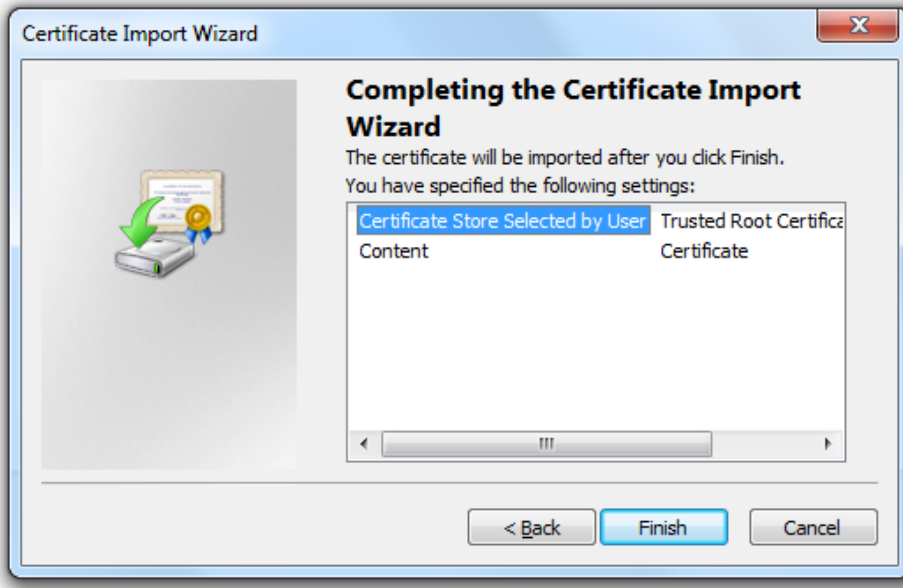 Certificate Import Wizard
Completing the Certificate Import
Wizard
The certificate will be imported after you click Finish.
You have specified the following settings:
Certificate Store Selected by User Trusted Root Certifica
Content Certificate
< Back Finish Cancel